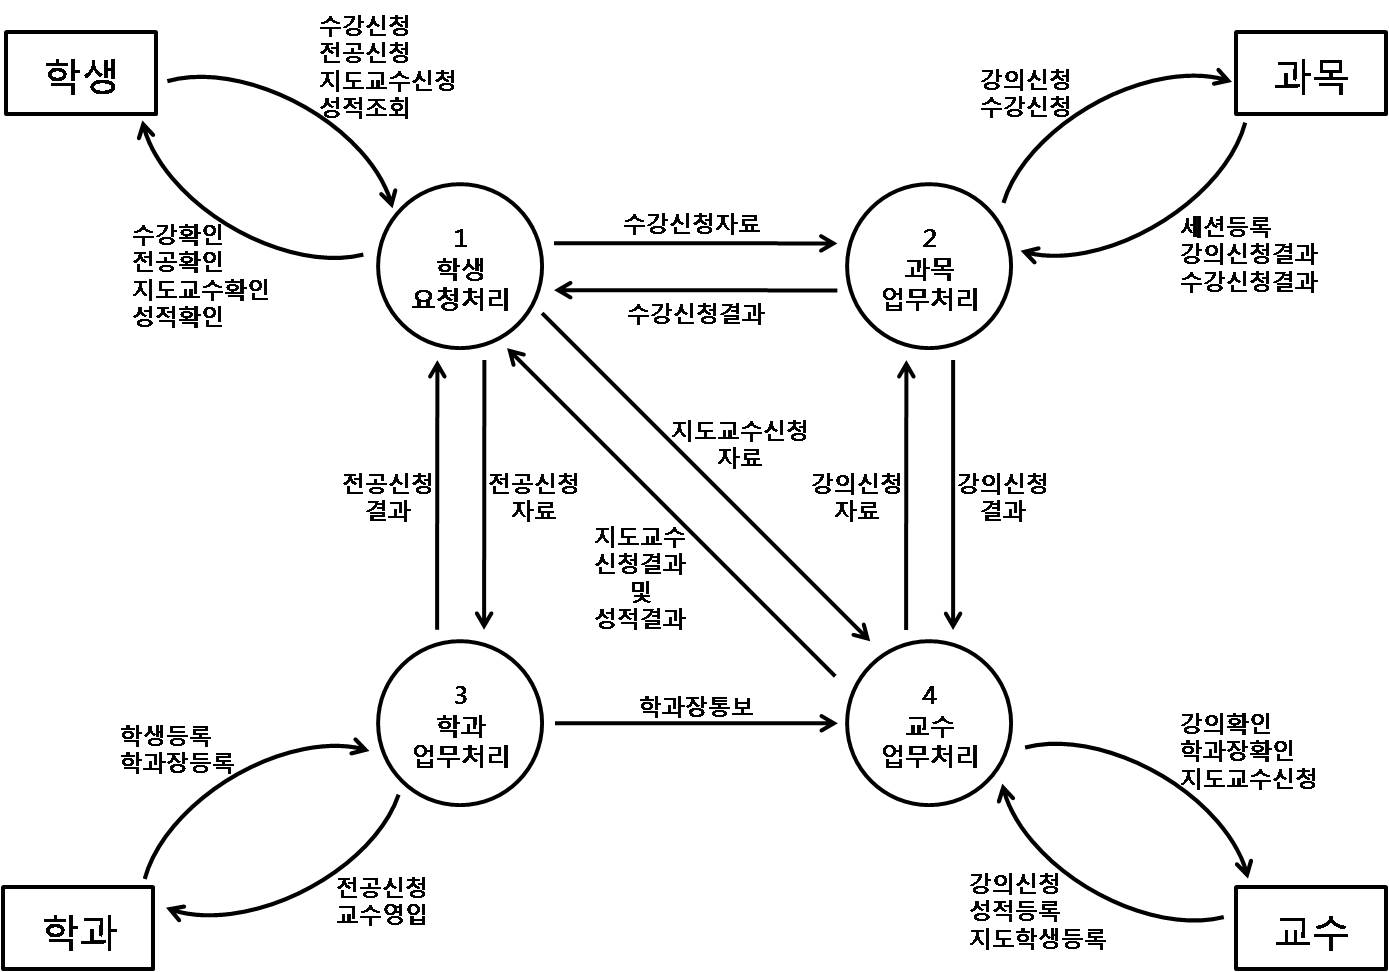 학생
수강신청
전공신청
지도교수신청
성적조회
강의신청
수강신청
과목
수강확인
전공확인
지도교수확인
성적확인
1
학생
요청처리
수강신청자료
수강신청결과
2
과목
업무처리
세션등록
강의신청결과
수강신청결과
전공신청
결과
전공신청
자료
지도교수신청
자료
지도교수
신청결과
및
성적결과
강의신청
자료
강의신청
결과
학생등록
학과장등록
3
학과
업무처리
학과장통보
4
교수
업무처리
강의확인
학과장확인
지도교수신청
학과
전공신청
교수영입
강의신청
성적등록
지도학생등록
교수